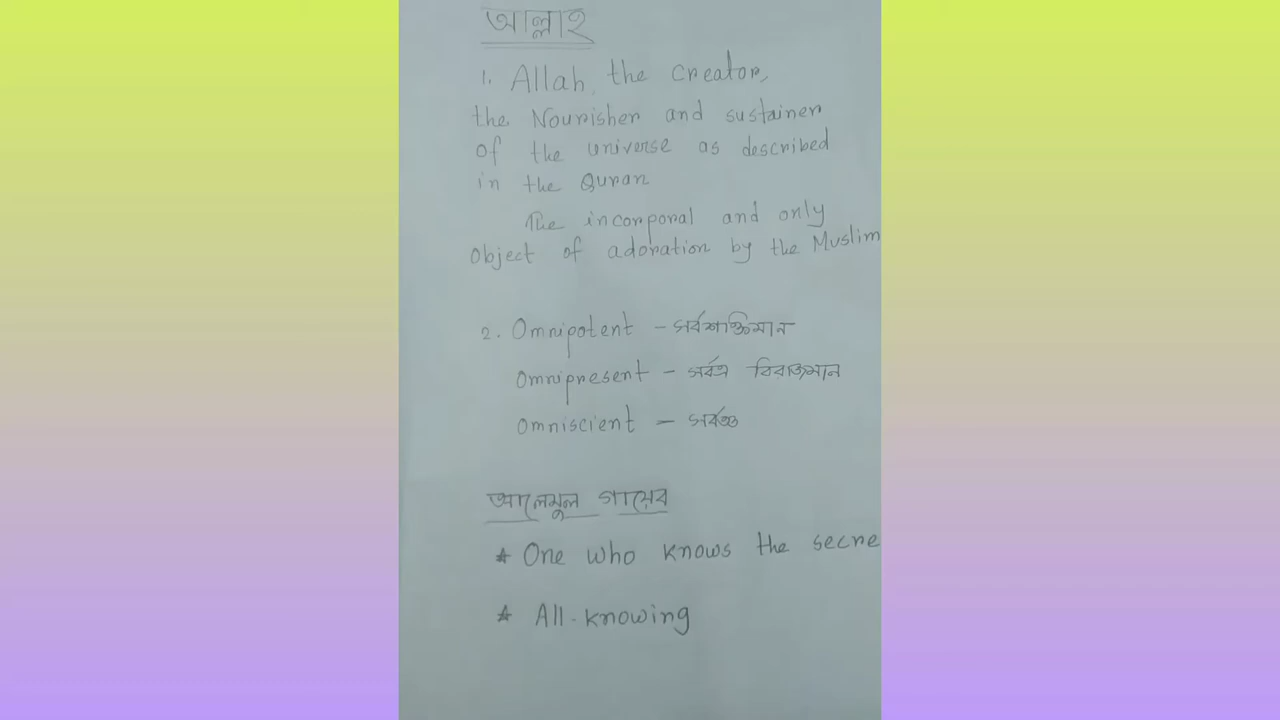 আল্লাহ
1. Allah, the creator,
the Nourisher and sustainer
of the universe as described
in the Quran
The incorporal and only
Object of adoration by the Muslim
2. Omnipotent – সর্বশক্তিমান
Omnipresent – সর্বত্র বিরাজমান
Omniscient – সর্বজ্ঞ
আলেমুল গায়েব
* One who knows the secre
* All-knowing